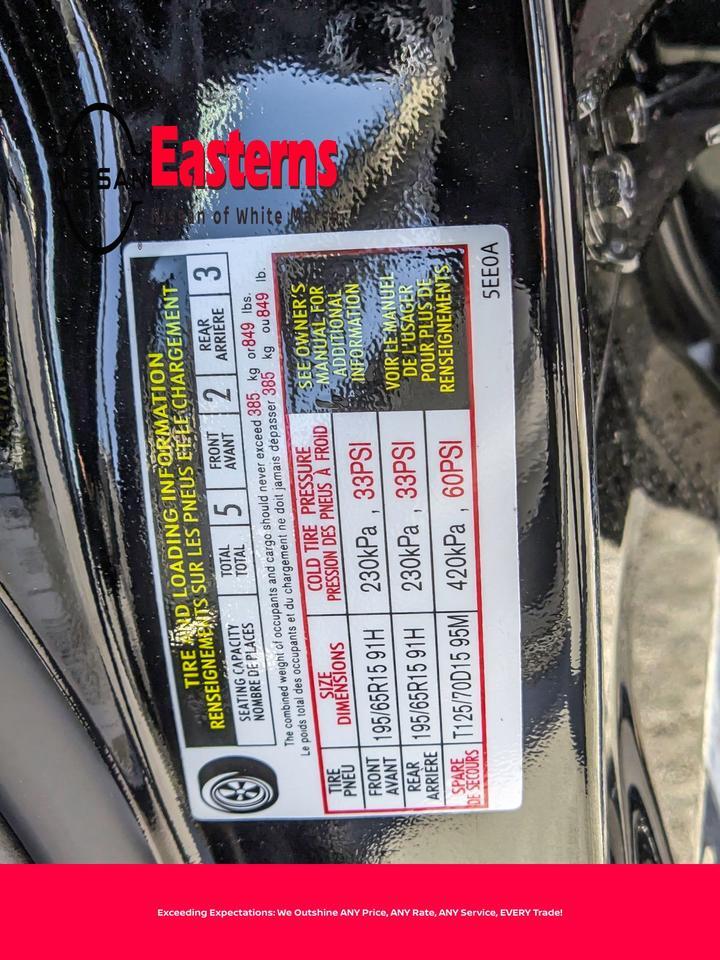 Easterns
Nissan of White Marsh
TIRE AND LOADING INFORMATION
RENSEIGNEMENTS SUR LES PNEUS ET LE CHARGEMENT
SEATING CAPACITY
NOMBRE DE PLACES
TOTAL
TOTAL
5
FRONT
AVANT
2
REAR
ARRIÈRE
3
The combined weight of occupants and cargo should never exceed 385 kg or 849 lbs.
Le poids total des occupants et du chargement ne doit jamais dépasser 385 kg ou 849 lb.
TIRE
PNEU
SIZE
DIMENSIONS
COLD TIRE PRESSURE
PRESSION DES PNEUS À FROID
FRONT
AVANT
195/65R15 91H
230kPa , 33PSI
REAR
ARRIÈRE
195/65R15 91H
230kPa , 33PSI
SPARE
DE SECOURS
T125/70D15 95M
420kPa , 60PSI
SEE OWNER'S
MANUAL FOR
ADDITIONAL
INFORMATION
VOIR LE MANUEL
DE L'USAGER
POUR PLUS DE
RENSEIGNEMENTS
5EE0A
Exceeding Expectations: We Outshine ANY Price, ANY Rate, ANY Service, EVERY Trade!